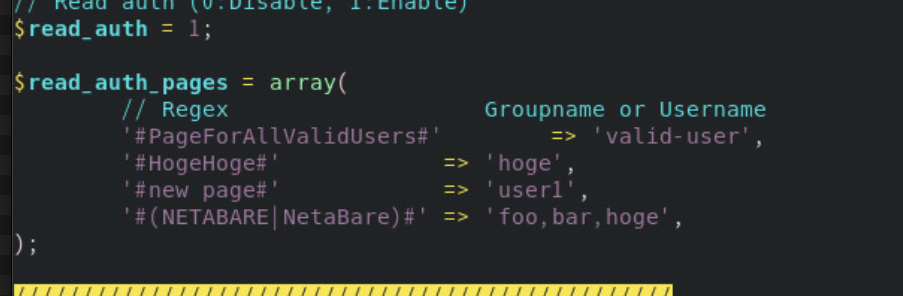 // Read auth (0:Disable, 1:Enable)
$read_auth = 1;
$read_auth_pages = array(
// Regex Groupname or Username
'#PageForAllValidUsers#' => 'valid-user',
'#HogeHoge#' => 'hoge',
'#new page#' => 'user1',
'#(NETABARE|NetaBare)#' => 'foo,bar,hoge',
);
/////////////////////////////////////////////////